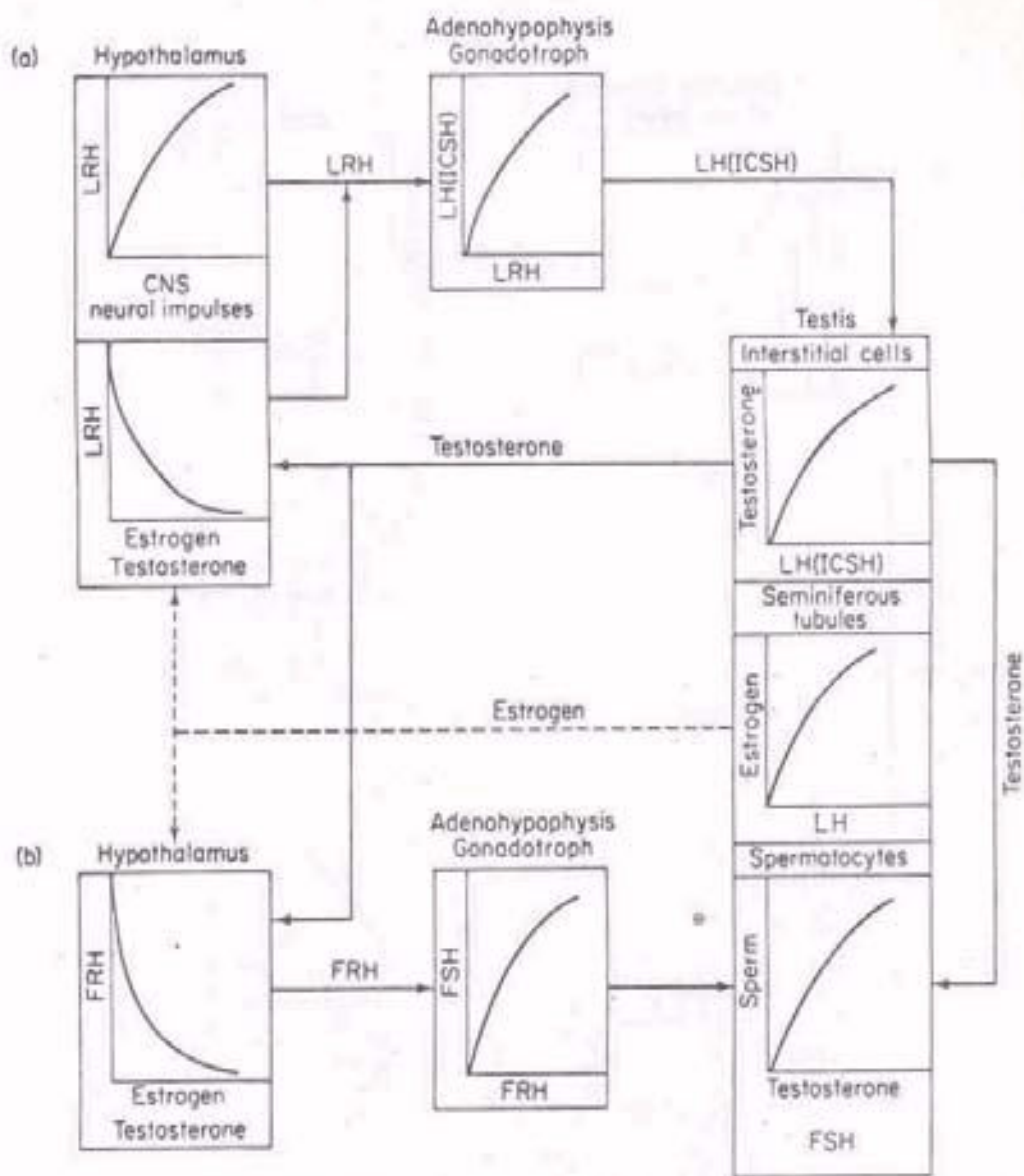 (a)
Hypothalamus
LRH
CNS
neural impulses
LRH
Estrogen
Testosterone
LRH
Adenohypophysis
Gonadotroph
LH(ICSH)
LRH
LH(ICSH)
Testis
Interstitial cells
Testosterone
LH(ICSH)
Seminiferous
tubules
Estrogen
LH
Spermatocytes
Sperm
Testosterone
FSH
Testosterone
Testosterone
Estrogen
(b)
Hypothalamus
FRH
Estrogen
Testosterone
FRH
Adenohypophysis
Gonadotroph
FSH
FRH